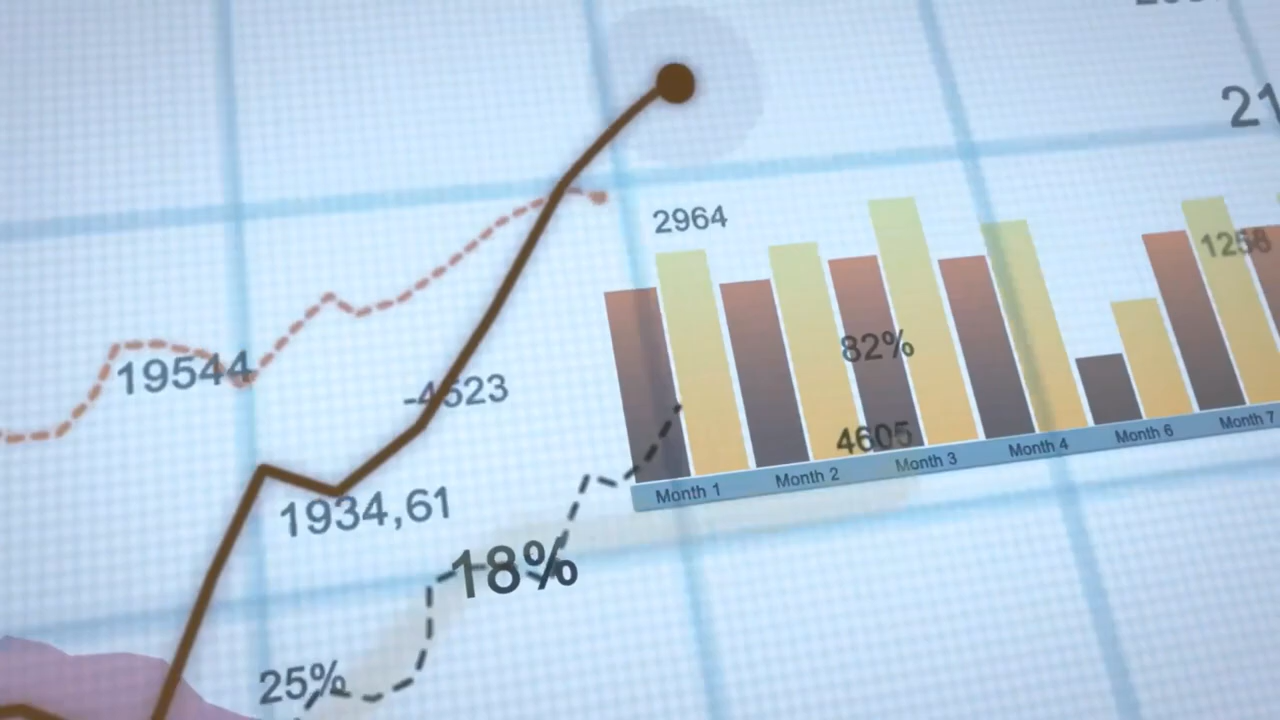 2964
1258
82%
19544
-4523
4605
Month 1
Month 2
Month 3
Month 4
Month 6
Month 7
1934,61
18%
25%